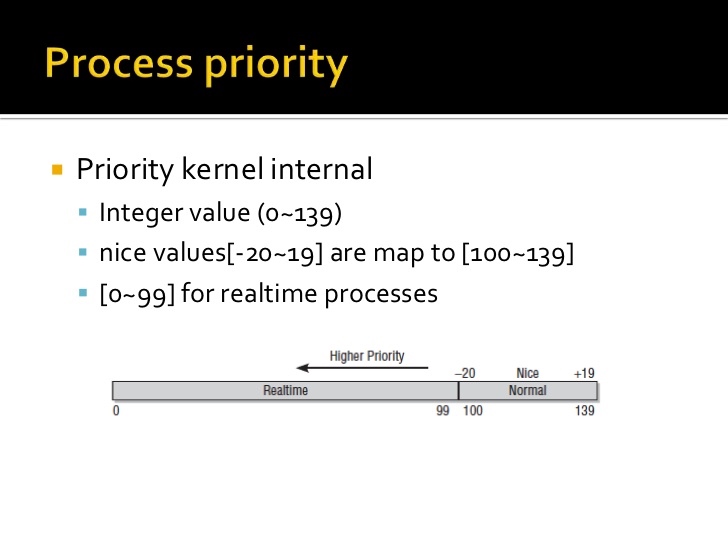 Process priority
Priority kernel internal
Integer value (0~139)
nice values[-20~19] are map to [100~139]
[0~99] for realtime processes
Higher Priority
–20 Nice +19
Realtime Normal
0 99 100 139